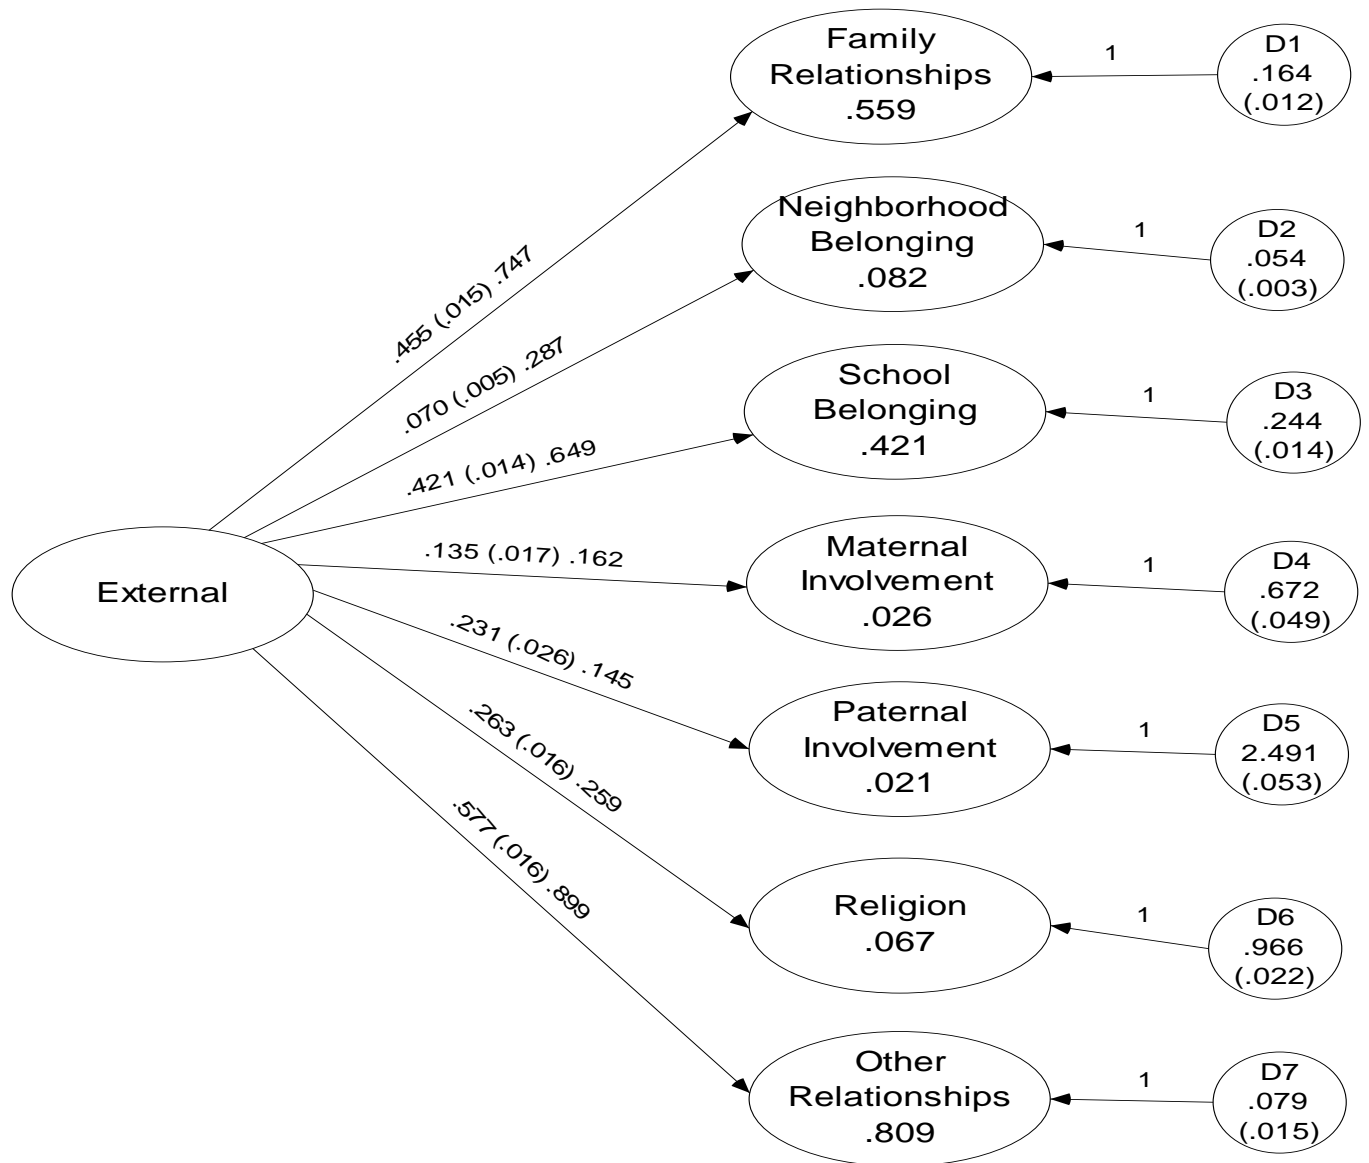 Family
Relationships
.559
1
D1
.164
(.012)
.455 (.015) .747
Neighborhood
Belonging
.082
1
D2
.054
(.003)
.070 (.005) .287
School
Belonging
.421
1
D3
.244
(.014)
.421 (.014) .649
External
.135 (.017) .162
Maternal
Involvement
.026
1
D4
.672
(.049)
.231 (.026) .145
Paternal
Involvement
.021
1
D5
2.491
(.053)
.263 (.016) .259
Religion
.067
1
D6
.966
(.022)
.577 (.016) .899
Other
Relationships
.809
1
D7
.079
(.015)